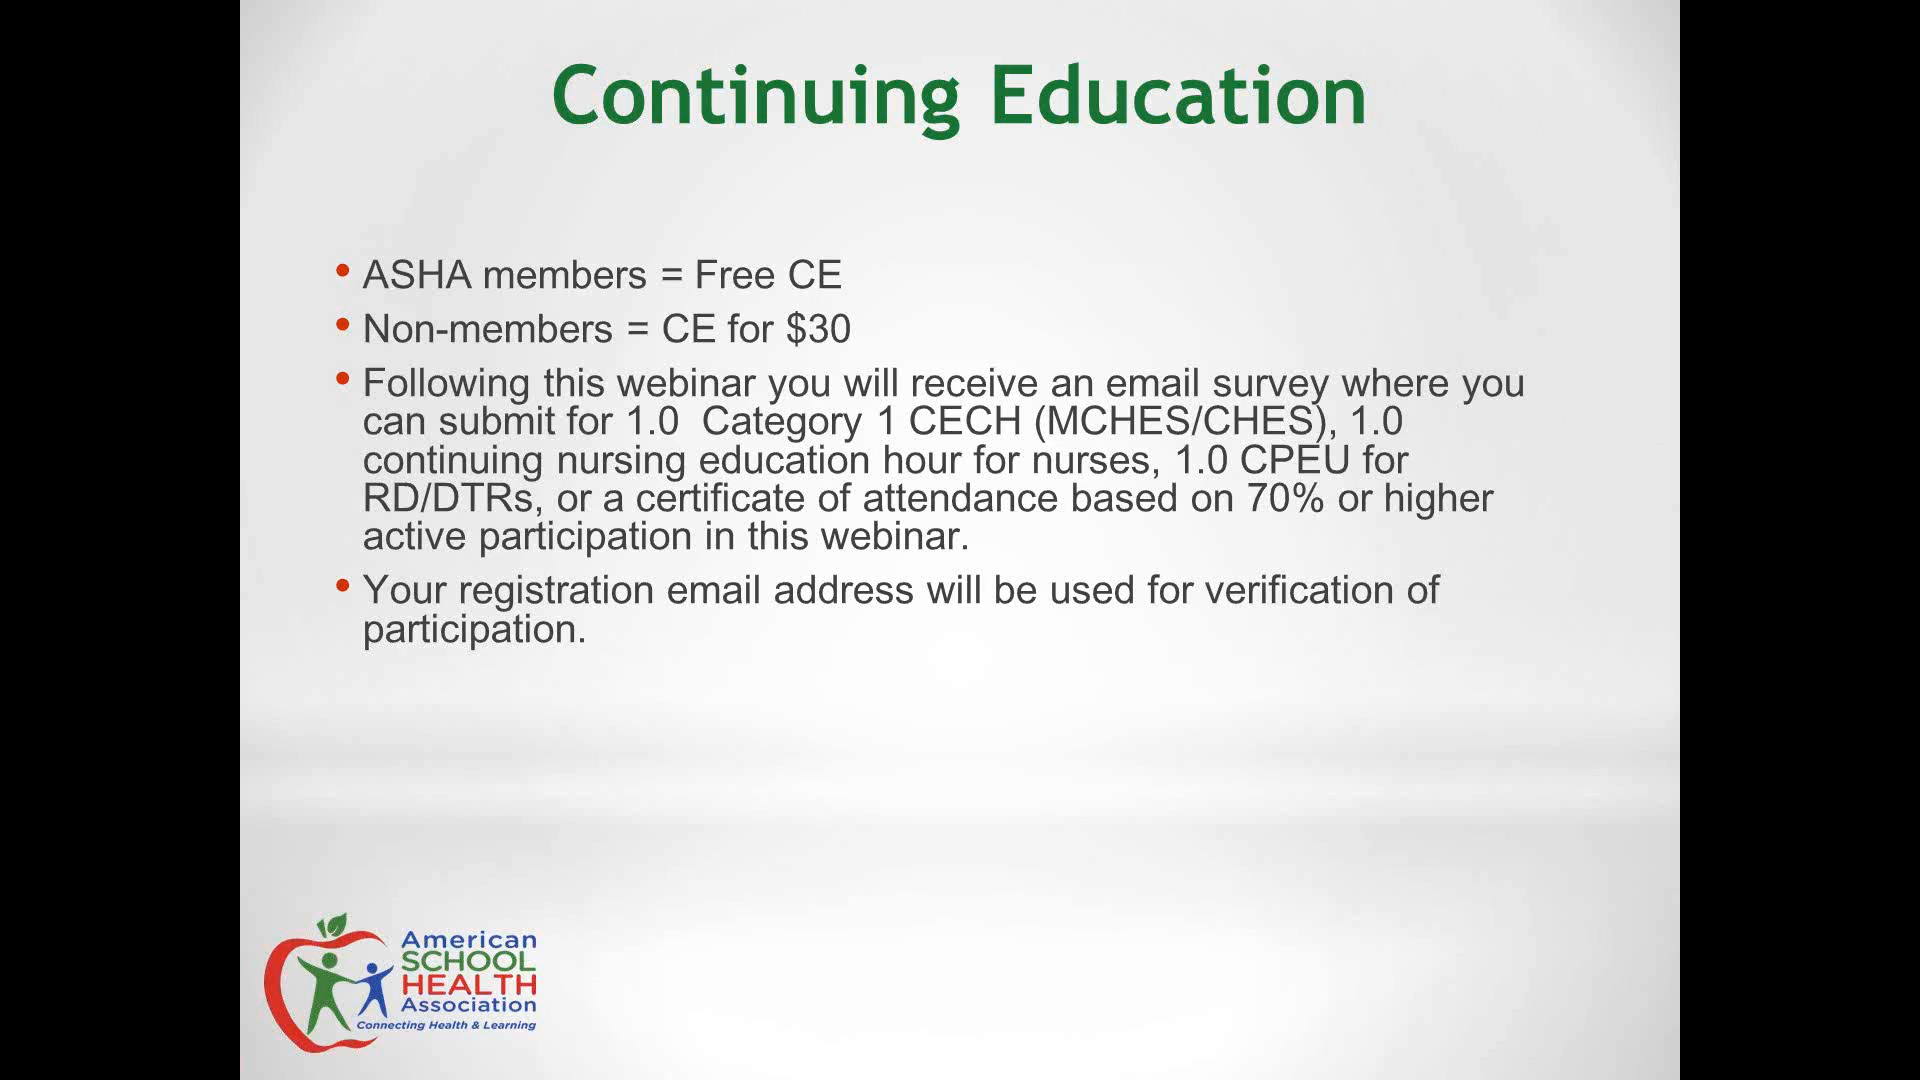 Continuing Education
• ASHA members = Free CE
• Non-members = CE for $30
• Following this webinar you will receive an email survey where you
can submit for 1.0  Category 1 CECH (MCHES/CHES), 1.0
continuing nursing education hour for nurses, 1.0 CPEU for
RD/DTRs, or a certificate of attendance based on 70% or higher
active participation in this webinar.
• Your registration email address will be used for verification of
participation.
American
SCHOOL
HEALTH
Association
Connecting Health & Learning